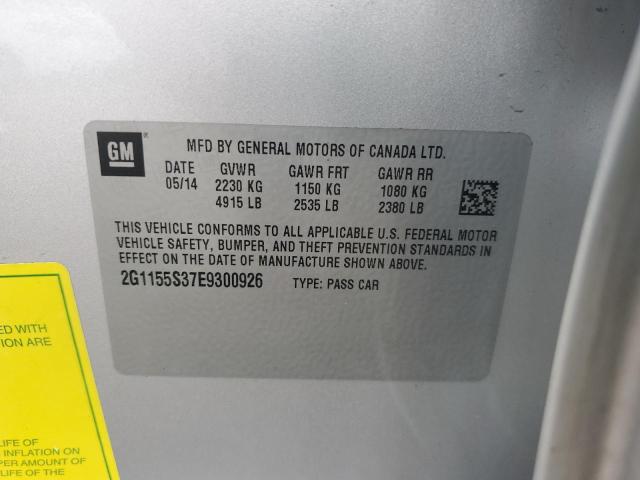 GM
MFD BY GENERAL MOTORS OF CANADA LTD.
DATE GVWR GAWR FRT GAWR RR
05/14 2230 KG 1150 KG 1080 KG
4915 LB 2535 LB 2380 LB
THIS VEHICLE CONFORMS TO ALL APPLICABLE U.S. FEDERAL MOTOR
VEHICLE SAFETY, BUMPER, AND THEFT PREVENTION STANDARDS IN
EFFECT ON THE DATE OF MANUFACTURE SHOWN ABOVE.
2G1155S37E9300926 TYPE: PASS CAR
ED WITH
TION ARE
LIFE OF
INFLATION ON
PER AMOUNT OF
LIFE OF THE